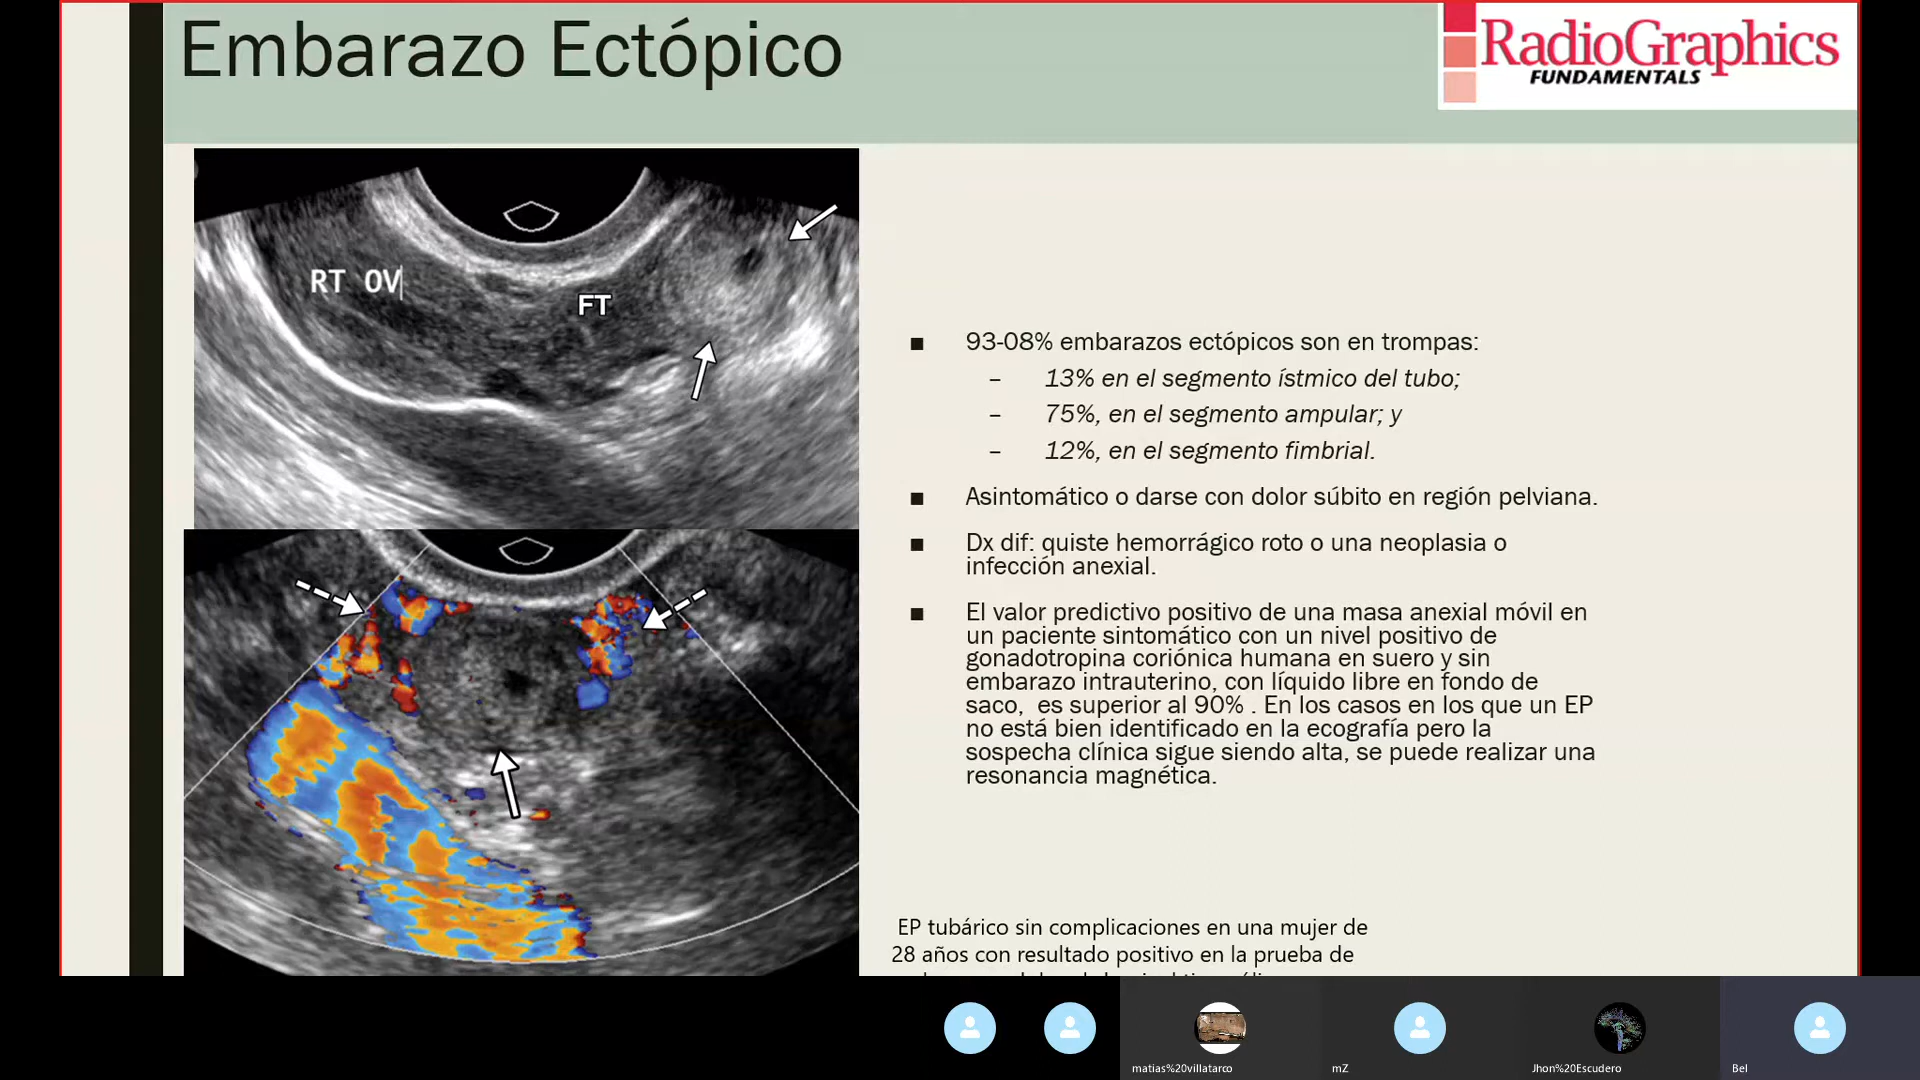 Embarazo Ectópico
RadioGraphics
FUNDAMENTALS
RT OV
FT
■ 93-08% embarazos ectópicos son en trompas:
– 13% en el segmento ístmico del tubo;
– 75%, en el segmento ampular; y
– 12%, en el segmento fimbrial.
■ Asintomático o darse con dolor súbito en región pelviana.
■ Dx dif: quiste hemorrágico roto o una neoplasia o
infección anexial.
■ El valor predictivo positivo de una masa anexial móvil en
un paciente sintomático con un nivel positivo de
gonadotropina coriónica humana en suero y sin
embarazo intrauterino, con líquido libre en fondo de
saco, es superior al 90% . En los casos en los que un EP
no está bien identificado en la ecografía pero la
sospecha clínica sigue siendo alta, se puede realizar una
resonancia magnética.
EP tubárico sin complicaciones en una mujer de
28 años con resultado positivo en la prueba de
matias%20villatarco
mZ
Jhon%20Escudero
Bel